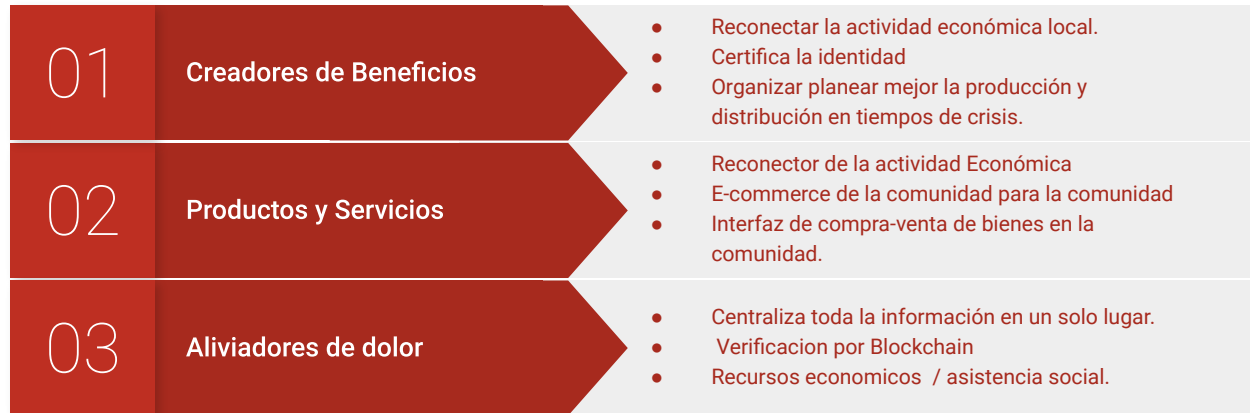 01
Creadores de Beneficios
● Reconectar la actividad económica local.
● Certifica la identidad
● Organizar planear mejor la producción y
distribución en tiempos de crisis.
02
Productos y Servicios
● Reconector de la actividad Económica
● E-commerce de la comunidad para la comunidad
● Interfaz de compra-venta de bienes en la
comunidad.
03
Aliviadores de dolor
● Centraliza toda la información en un solo lugar.
● Verificacion por Blockchain
● Recursos economicos / asistencia social.